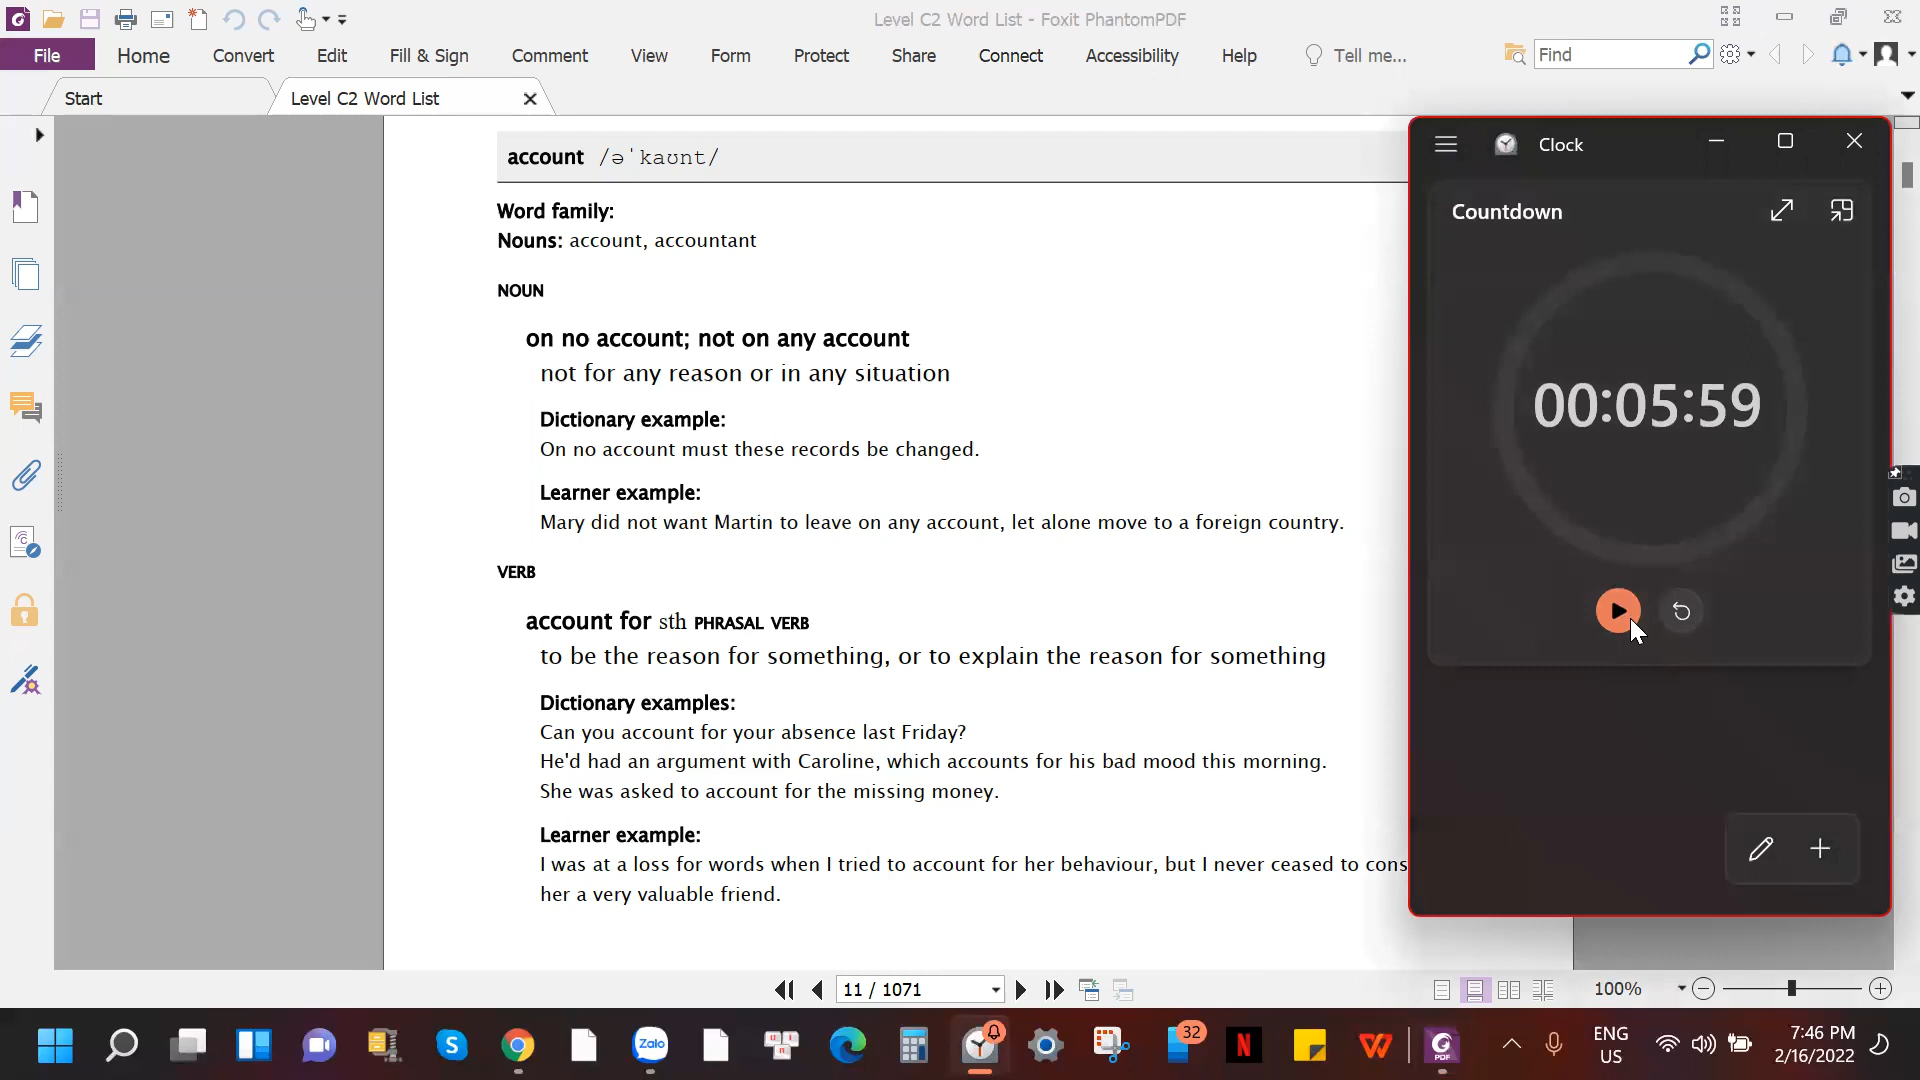 Level C2 Word List - Foxit PhantomPDF
File Home Convert Edit Fill & Sign Comment View Form Protect Share Connect Accessibility Help Tell me... Find
Start Level C2 Word List
account /əˈkaʊnt/
Word family:
Nouns: account, accountant
NOUN
on no account; not on any account
not for any reason or in any situation
Dictionary example:
On no account must these records be changed.
Learner example:
Mary did not want Martin to leave on any account, let alone move to a foreign country.
VERB
account for sth PHRASAL VERB
to be the reason for something, or to explain the reason for something
Dictionary examples:
Can you account for your absence last Friday?
He'd had an argument with Caroline, which accounts for his bad mood this morning.
She was asked to account for the missing money.
Learner example:
I was at a loss for words when I tried to account for her behaviour, but I never ceased to cons
her a very valuable friend.
Clock
Countdown
00:05:59
11 / 1071
100%
Zalo
32
N
PDF
ENG
US
7:46 PM
2/16/2022